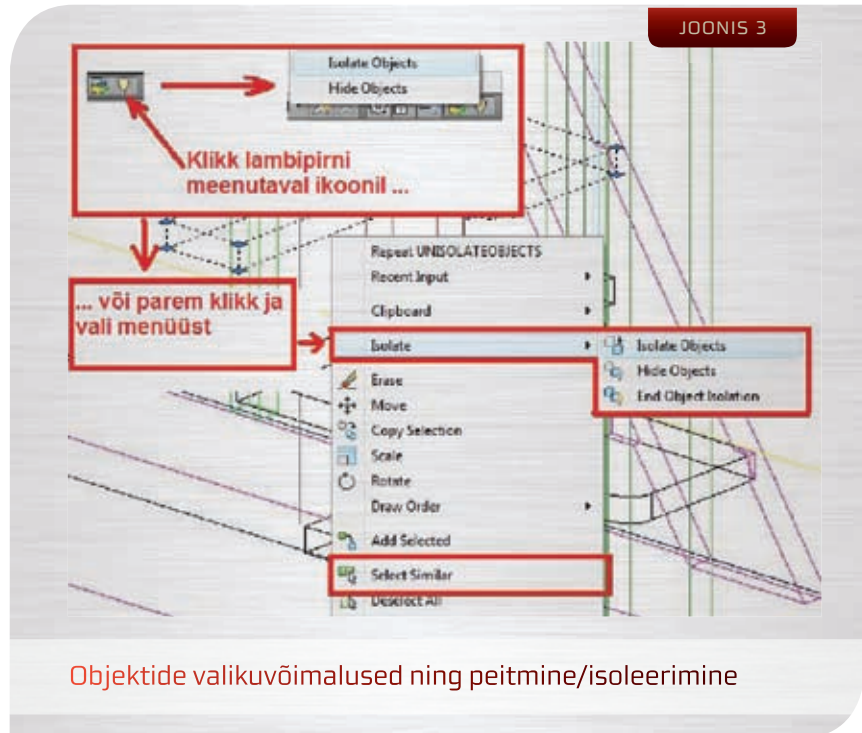 JOONIS 3
Isolate Objects
Hide Objects
Klikk lambipirni
meenutaval ikoonil ...
... või parem klikk ja
vali menüüst
Repeat UNISOLATEOBJECTS
Recent Input
Clipboard
Isolate
Isolate Objects
Hide Objects
End Object Isolation
Erase
Move
Copy Selection
Scale
Rotate
Draw Order
Add Selected
Select Similar
Deselect All
Objektide valikuvõimalused ning peitmine/isoleerimine